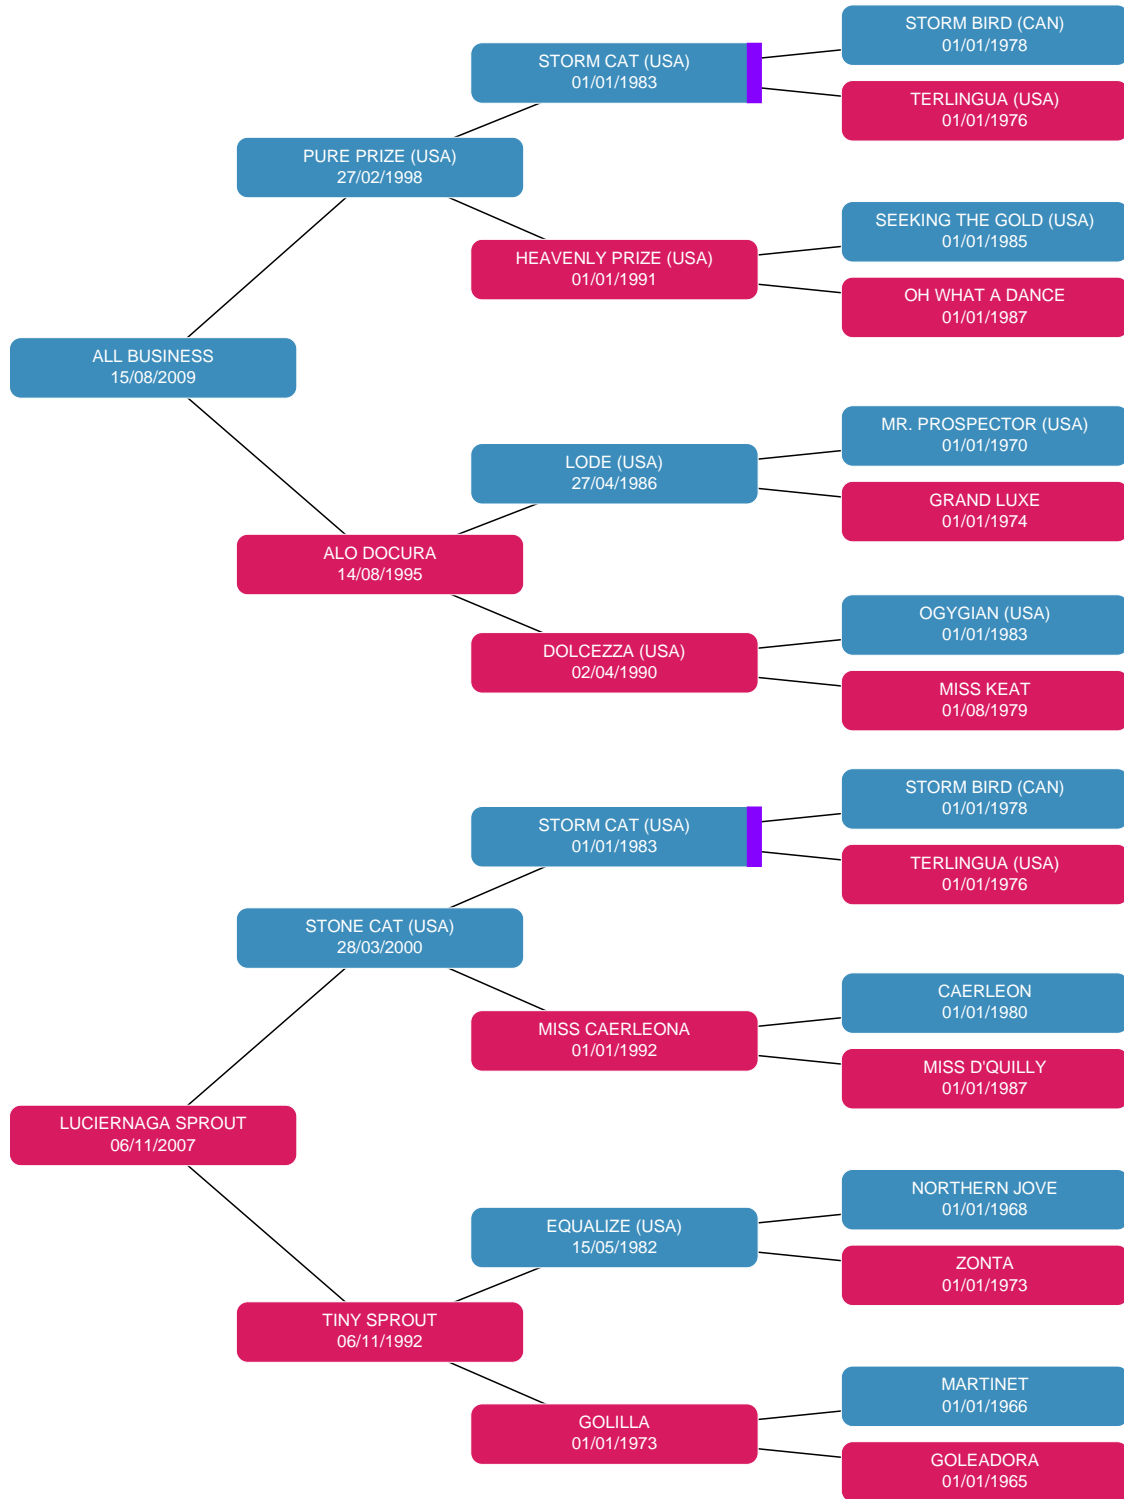 STORM BIRD (CAN)
01/01/1978
STORM CAT (USA)
01/01/1983
TERLINGUA (USA)
01/01/1976
PURE PRIZE (USA)
27/02/1998
SEEKING THE GOLD (USA)
01/01/1985
HEAVENLY PRIZE (USA)
01/01/1991
OH WHAT A DANCE
01/01/1987
ALL BUSINESS
15/08/2009
MR. PROSPECTOR (USA)
01/01/1970
LODE (USA)
27/04/1986
GRAND LUXE
01/01/1974
ALO DOCURA
14/08/1995
OGYGIAN (USA)
01/01/1983
DOLCEZZA (USA)
02/04/1990
MISS KEAT
01/08/1979
STORM BIRD (CAN)
01/01/1978
STORM CAT (USA)
01/01/1983
TERLINGUA (USA)
01/01/1976
STONE CAT (USA)
28/03/2000
CAERLEON
01/01/1980
MISS CAERLEONA
01/01/1992
MISS D'QUILLY
01/01/1987
LUCIERNAGA SPROUT
06/11/2007
NORTHERN JOVE
01/01/1968
EQUALIZE (USA)
15/05/1982
ZONTA
01/01/1973
TINY SPROUT
06/11/1992
MARTINET
01/01/1966
GOLILLA
01/01/1973
GOLEADORA
01/01/1965